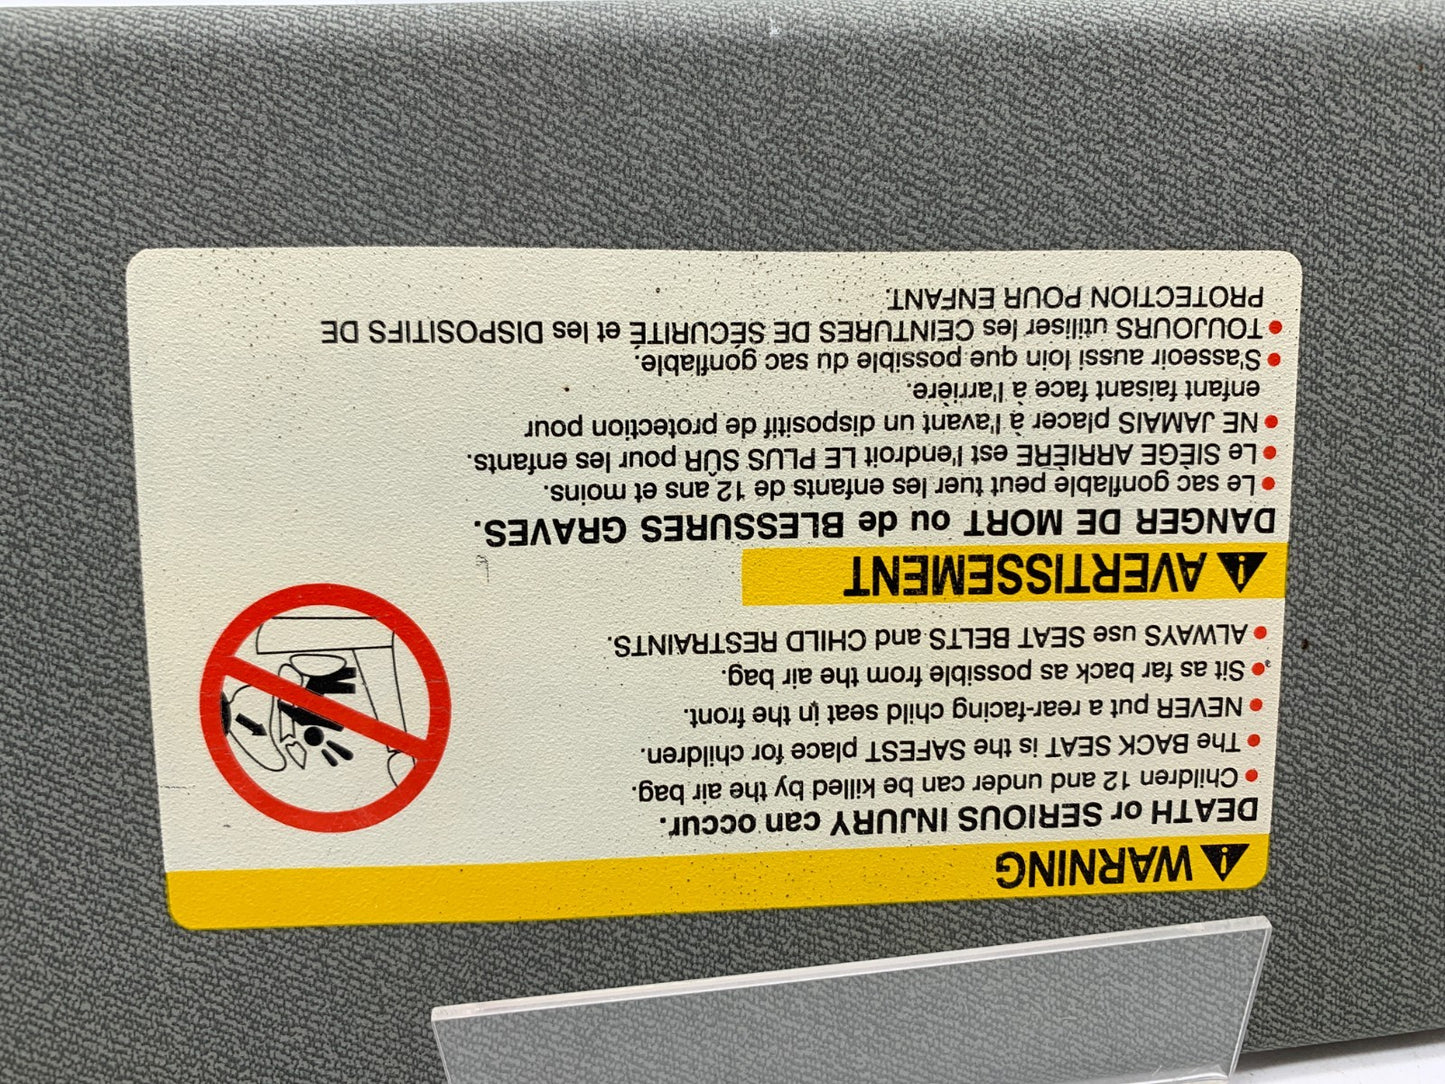 WARNING
DEATH or SERIOUS INJURY can occur.
• Children 12 and under can be killed by the air bag.
• The BACK SEAT is the SAFEST place for children.
• NEVER put a rear-facing child seat in the front.
• Sit as far back as possible from the air bag.
• ALWAYS use SEAT BELTS and CHILD RESTRAINTS.
AVERTISSEMENT
DANGER DE MORT ou de BLESSURES GRAVES.
• Le sac gonflable peut tuer les enfants de 12 ans et moins.
• Le SIÈGE ARRIÈRE est l'endroit LE PLUS SÛR pour les enfants.
• NE JAMAIS placer à l'avant un dispositif de protection pour
enfant faisant face à l'arrière.
• S'asseoir aussi loin que possible du sac gonflable.
• TOUJOURS utiliser les CEINTURES DE SÉCURITÉ et les DISPOSITIFS DE
PROTECTION POUR ENFANT.